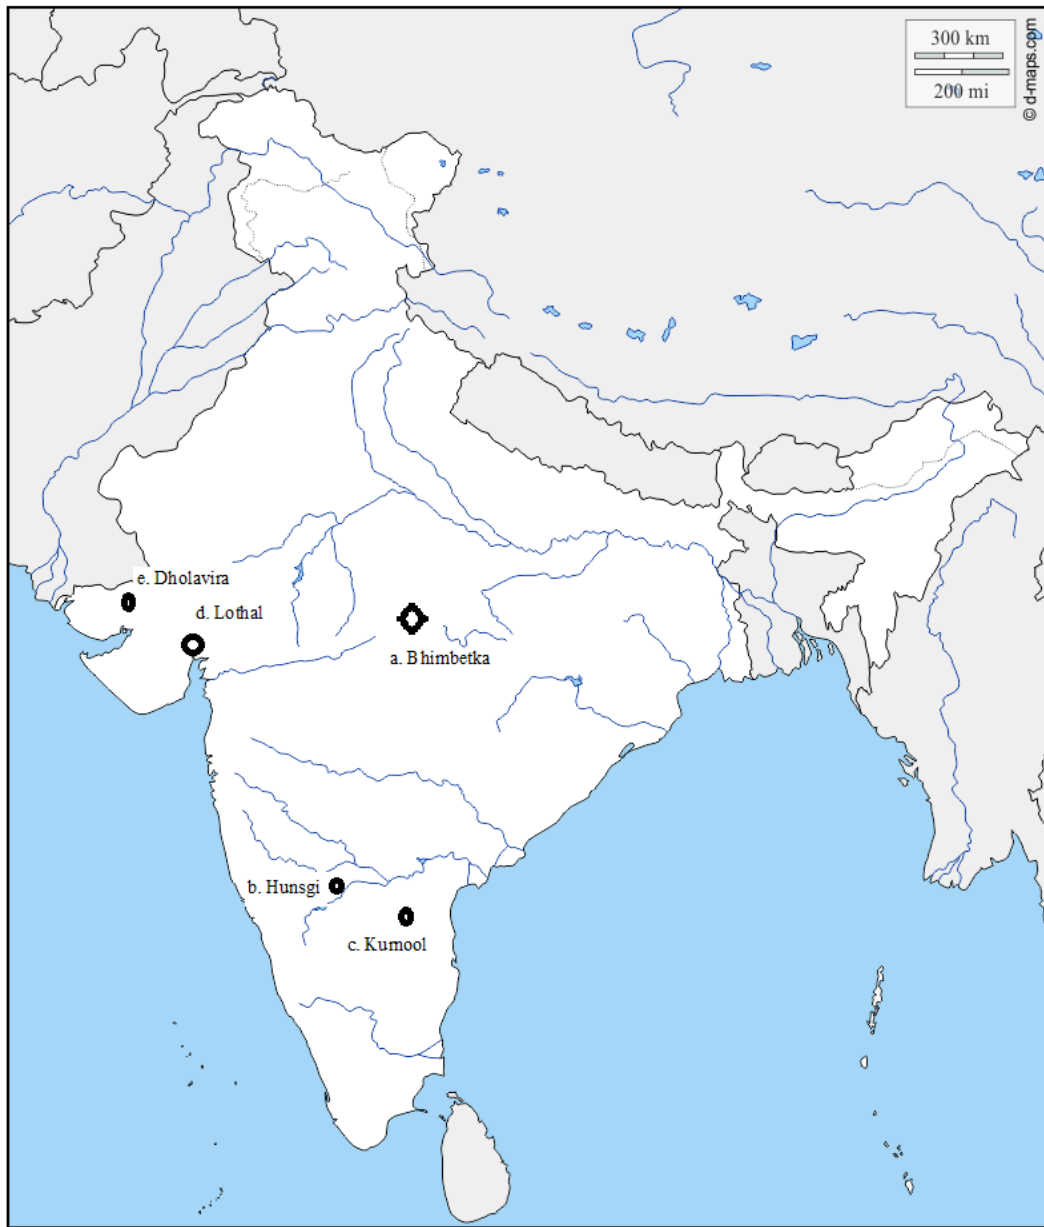 300 km
200 mi
© d-maps.com
e. Dholavira
d. Lothal
a. Bhimbetka
b. Hunsgi
c. Kurnool